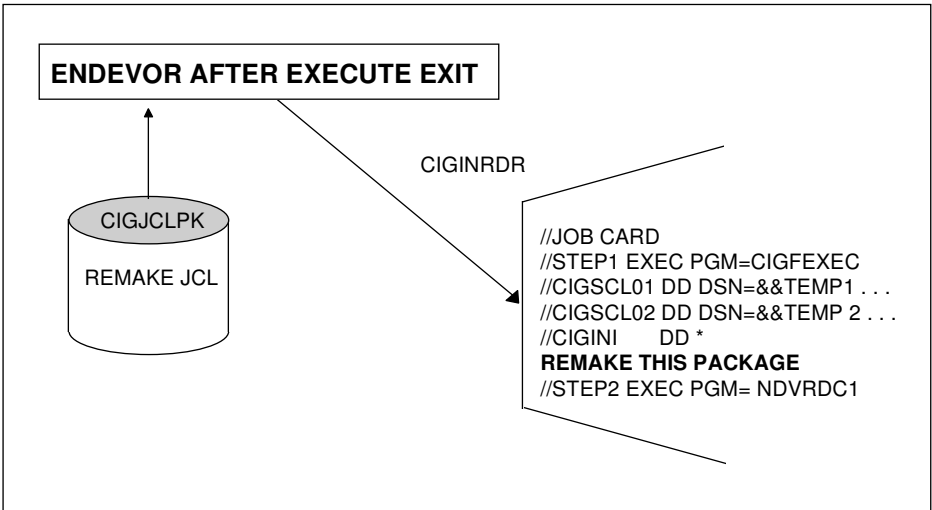 ENDEVOR AFTER EXECUTE EXIT
CIGINRDR
CIGJCLPK
REMAKE JCL
//JOB CARD
//STEP1 EXEC PGM=CIGFEXEC
//CIGSCL01 DD DSN=&&TEMP1 . . .
//CIGSCL02 DD DSN=&&TEMP 2 . . .
//CIGINI DD *
REMAKE THIS PACKAGE
//STEP2 EXEC PGM= NDVRDC1